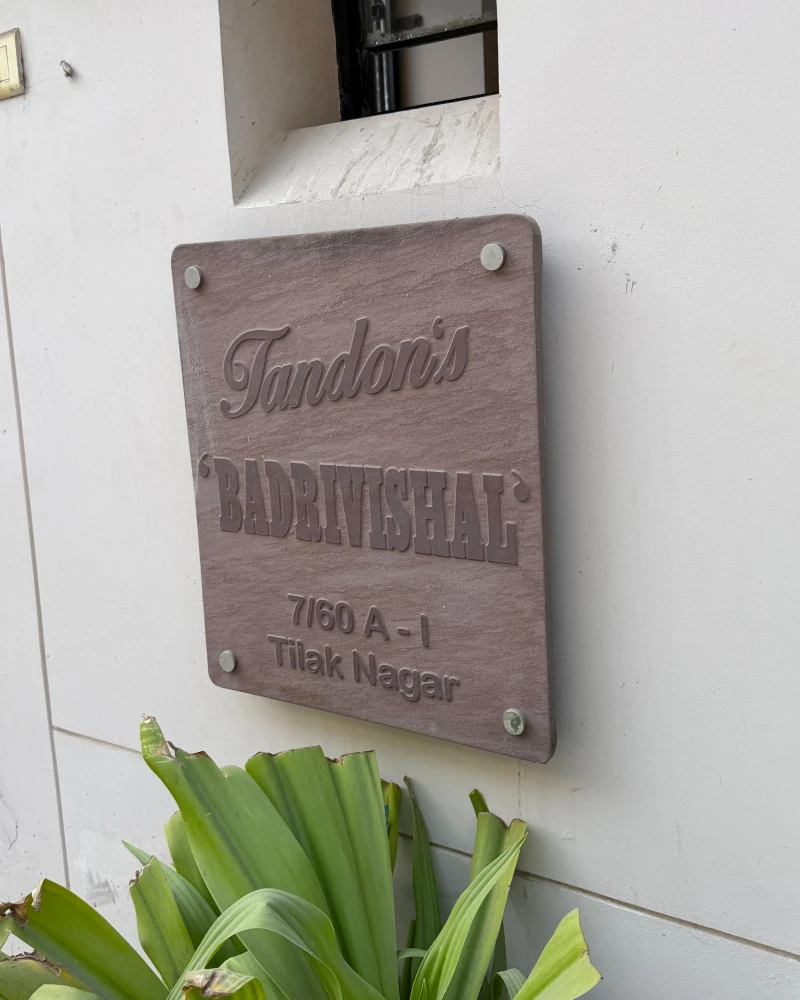 Tandon's
'BADRIVISHAL'
7/60 A - I
Tilak Nagar